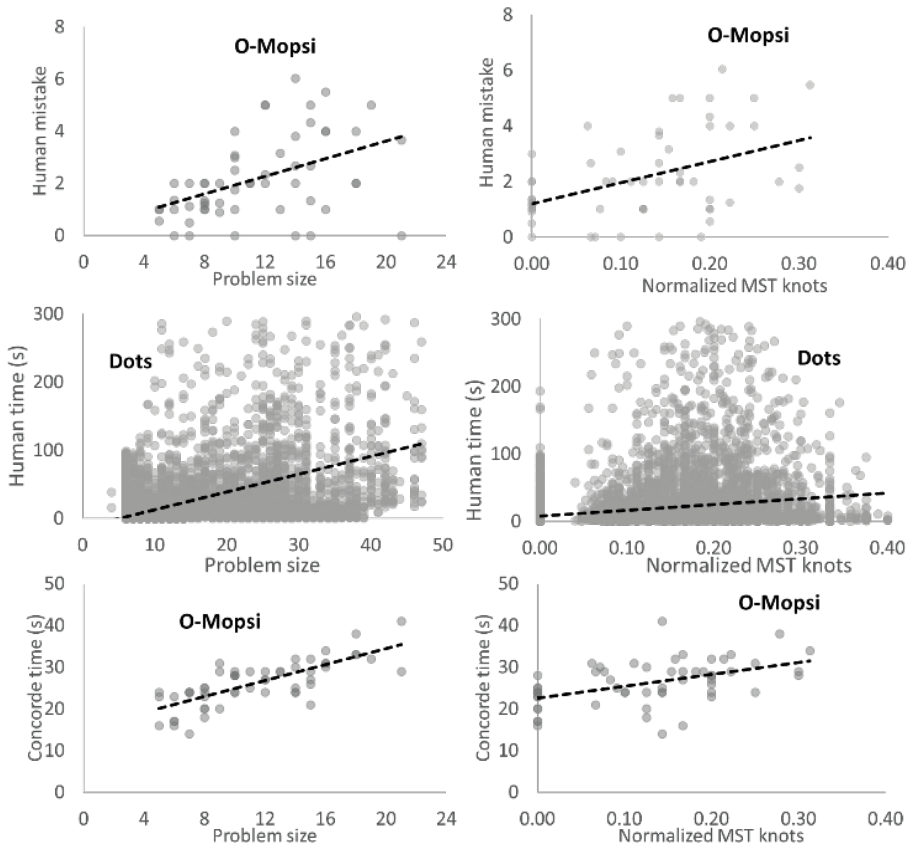 O-Mopsi
Human mistake
8
6
4
2
0
0 4 8 12 16 20 24
Problem size
O-Mopsi
Human mistake
8
6
4
2
0
0.00 0.10 0.20 0.30 0.40
Normalized MST knots
Dots
Human time (s)
300
200
100
0
0 10 20 30 40 50
Problem size
Dots
Human time (s)
300
200
100
0
0.00 0.10 0.20 0.30 0.40
Normalized MST knots
O-Mopsi
Concorde time (s)
50
40
30
20
10
0
0 4 8 12 16 20 24
Problem size
O-Mopsi
Concorde time (s)
50
40
30
20
10
0
0.00 0.10 0.20 0.30 0.40
Normalized MST knots